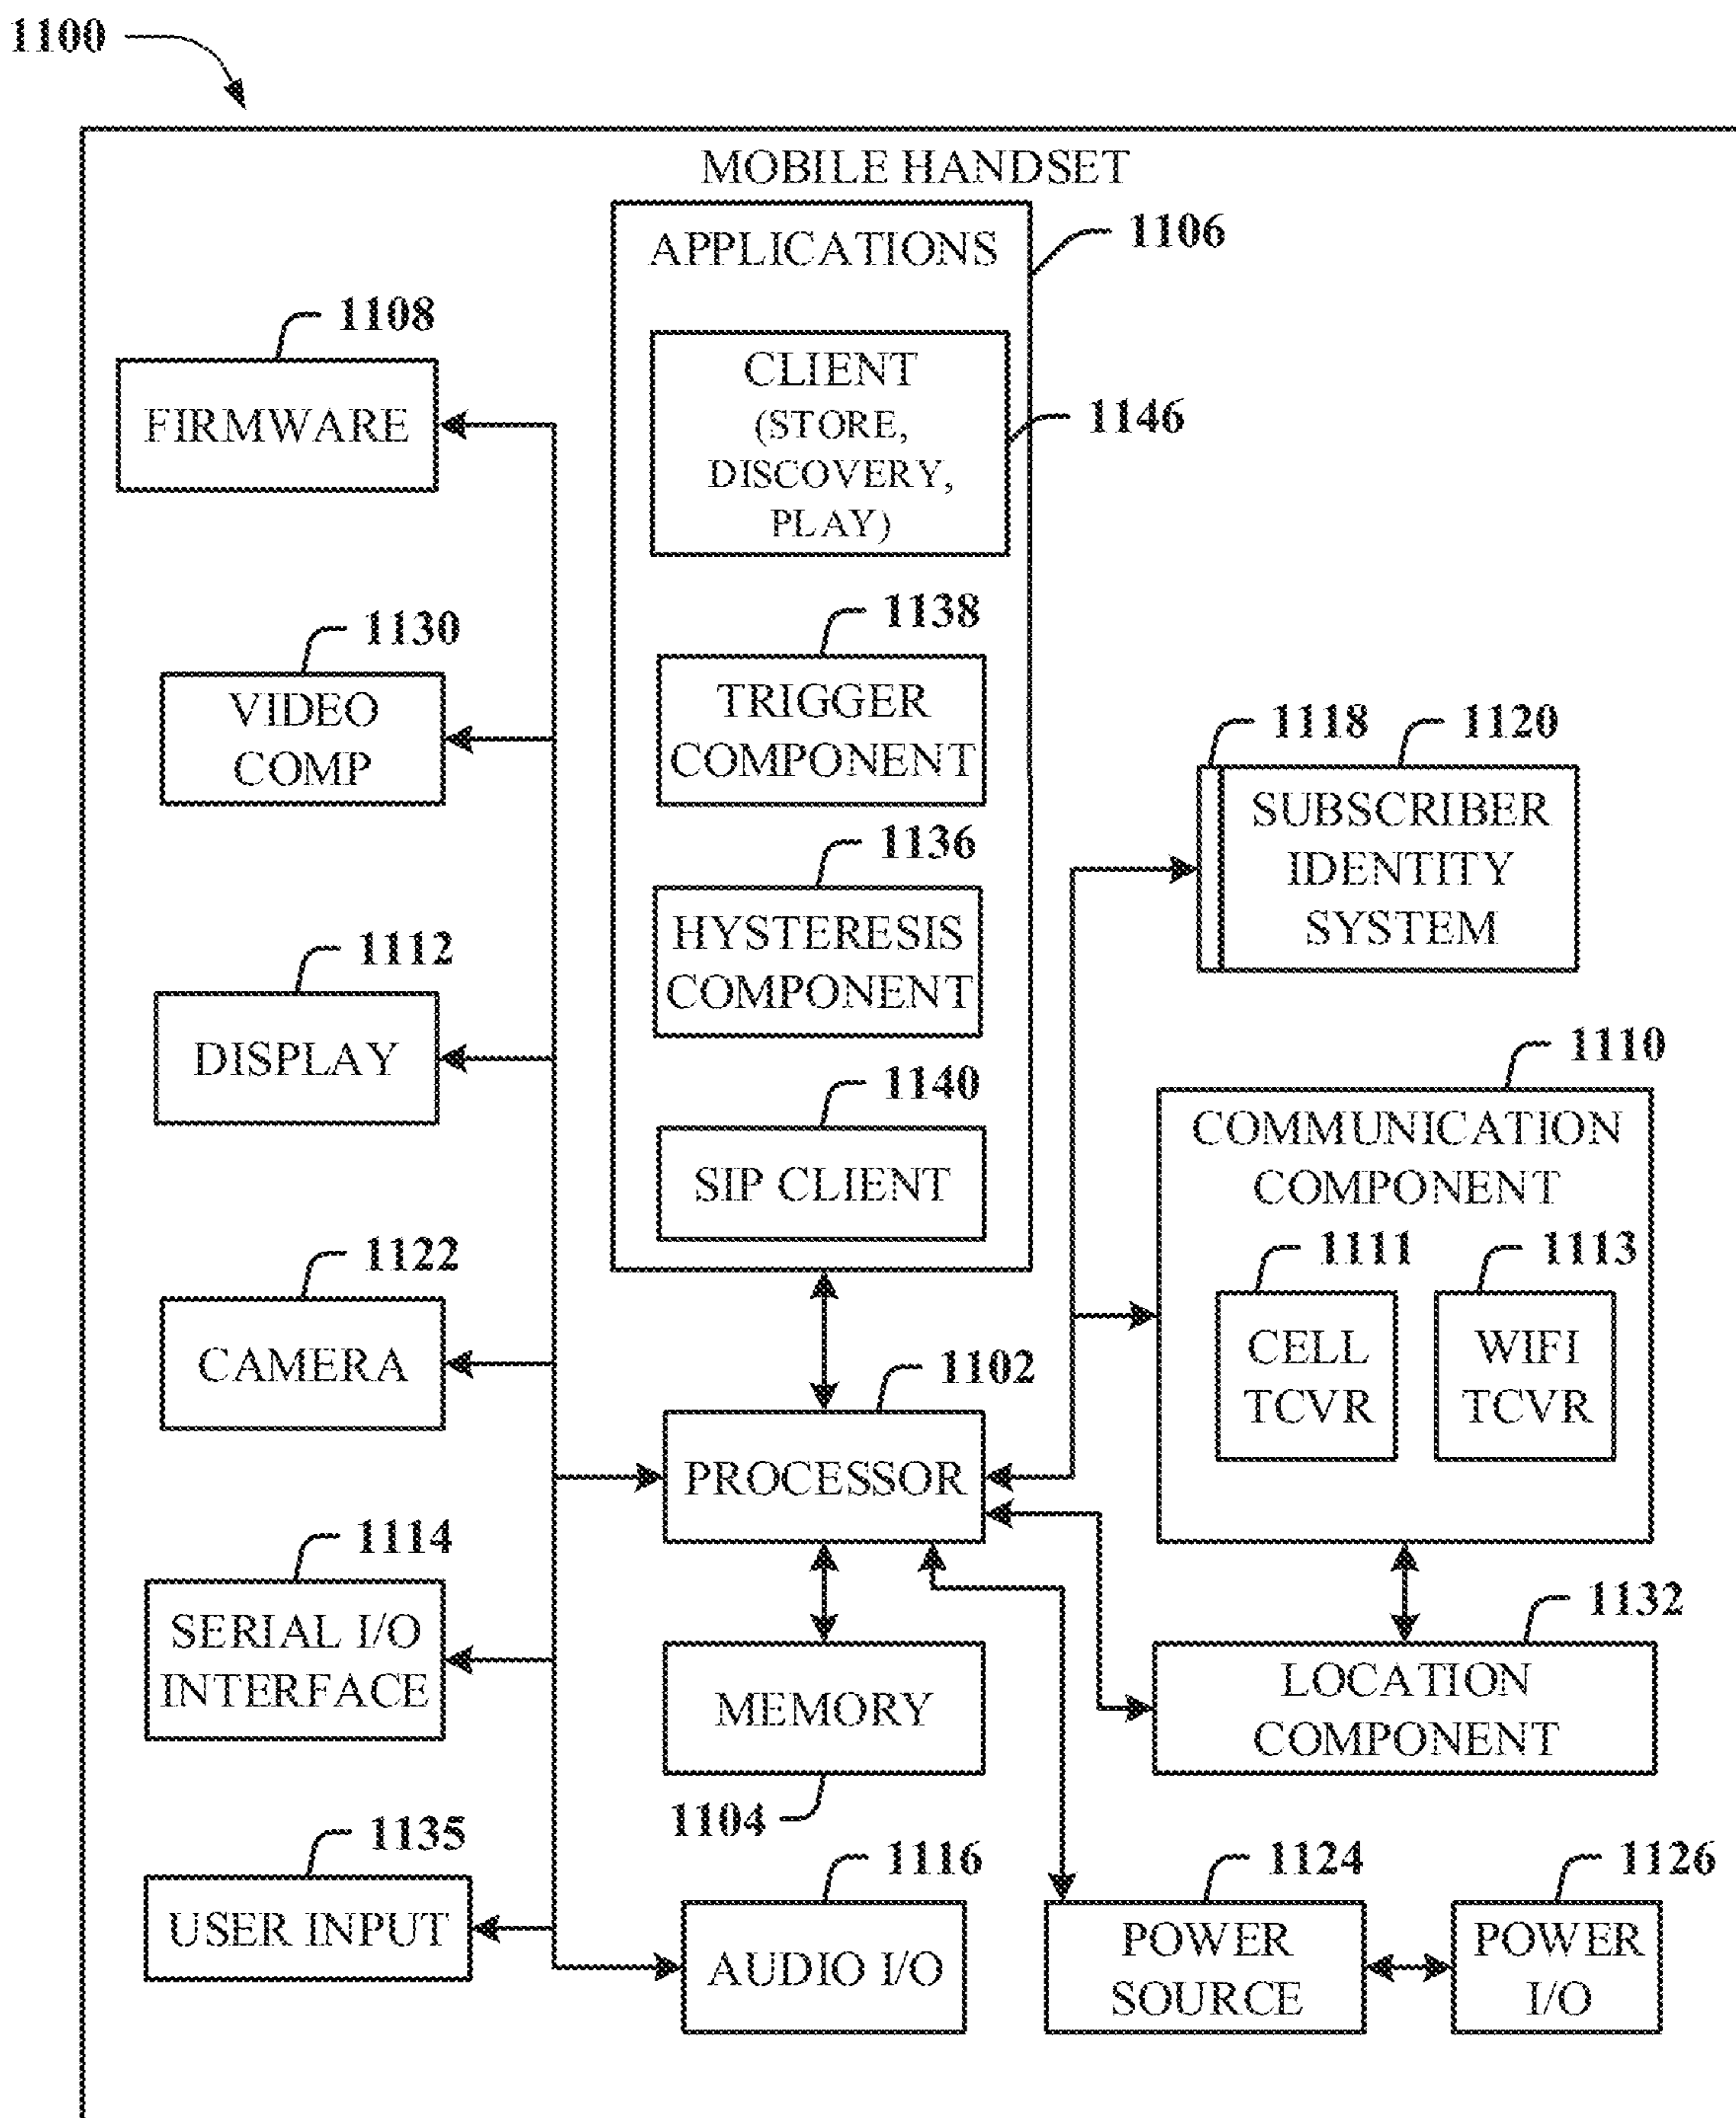 1100
MOBILE HANDSET
APPLICATIONS
1106
CLIENT
(STORE,
DISCOVERY,
PLAY)
1146
1138
TRIGGER
COMPONENT
1136
HYSTERESIS
COMPONENT
1140
SIP CLIENT
1108
FIRMWARE
1130
VIDEO
COMP
1112
DISPLAY
1122
CAMERA
1114
SERIAL I/O
INTERFACE
1135
USER INPUT
1102
PROCESSOR
MEMORY
1104
1116
AUDIO I/O
1118
1120
SUBSCRIBER
IDENTITY
SYSTEM
1110
COMMUNICATION
COMPONENT
1111
CELL
TCVR
1113
WIFI
TCVR
1132
LOCATION
COMPONENT
1124
POWER
SOURCE
1126
POWER
I/O